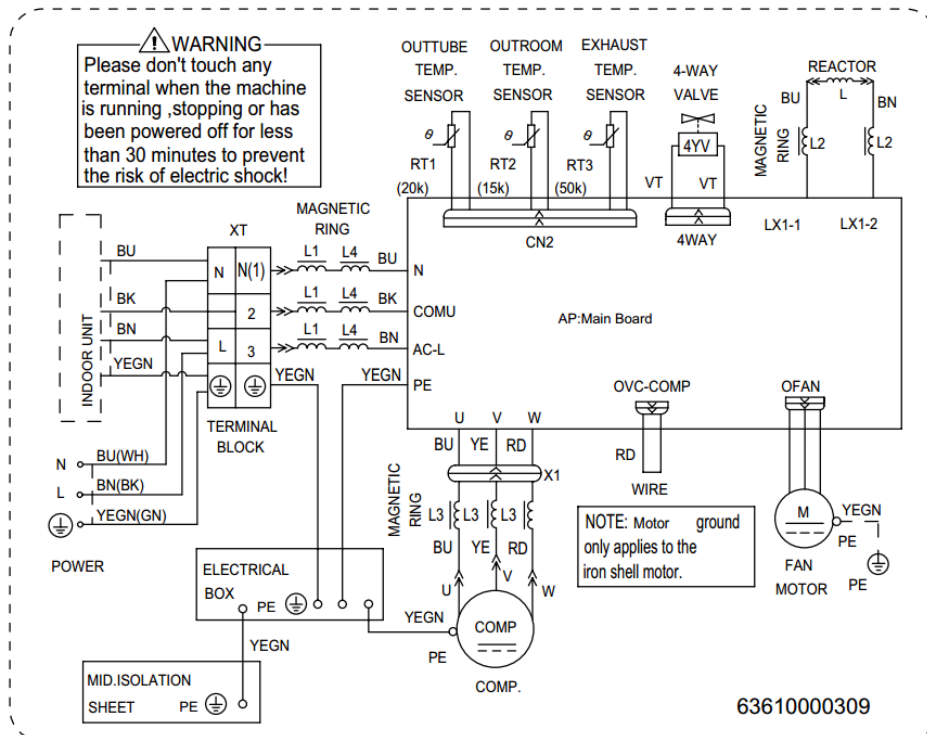 WARNING
Please don't touch any
terminal when the machine
is running ,stopping or has
been powered off for less
than 30 minutes to prevent
the risk of electric shock!
OUTTUBE
TEMP.
SENSOR
OUTROOM
TEMP.
SENSOR
EXHAUST
TEMP.
SENSOR
4-WAY
VALVE
REACTOR
L
BU
BN
MAGNETIC
RING
L2
L2
θ
θ
θ
RT1
RT2
RT3
(20k)
(15k)
(50k)
4YV
VT
VT
CN2
4WAY
LX1-1
LX1-2
MAGNETIC
RING
XT
INDOOR UNIT
BU
N
N(1)
L1
L4
BU
N
BK
2
L1
L4
BK
COMU
BN
L
3
L1
L4
BN
AC-L
YEGN
YEGN
YEGN
PE
AP:Main Board
TERMINAL
BLOCK
N
BU(WH)
L
BN(BK)
YEGN(GN)
POWER
U
V
W
BU
YE
RD
X1
MAGNETIC
RING
L3
L3
L3
BU
YE
RD
U
V
W
OVC-COMP
RD
WIRE
OFAN
M
YEGN
PE
FAN
MOTOR
PE
NOTE: Motor ground
only applies to the
iron shell motor.
ELECTRICAL
BOX
PE
YEGN
YEGN
PE
COMP
COMP.
MID.ISOLATION
SHEET
PE
63610000309